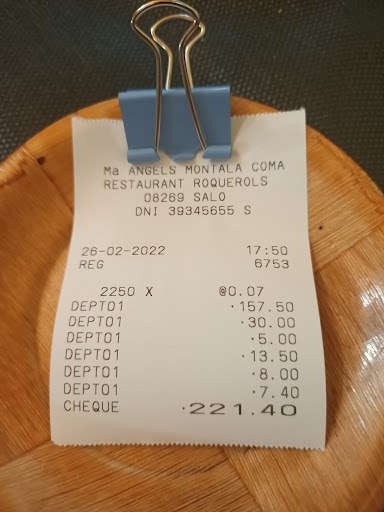 Ma ANGELS MONTALA COMA
RESTAURANT ROQUEROLS
08269 SALO
DNI 39345655 S
26-02-2022 17:50
REG 6753
2250 X @0.07
DEPT01 ·157.50
DEPT01 ·30.00
DEPT01 ·5.00
DEPT01 ·13.50
DEPT01 ·8.00
DEPT01 ·7.40
CHEQUE ·221.40